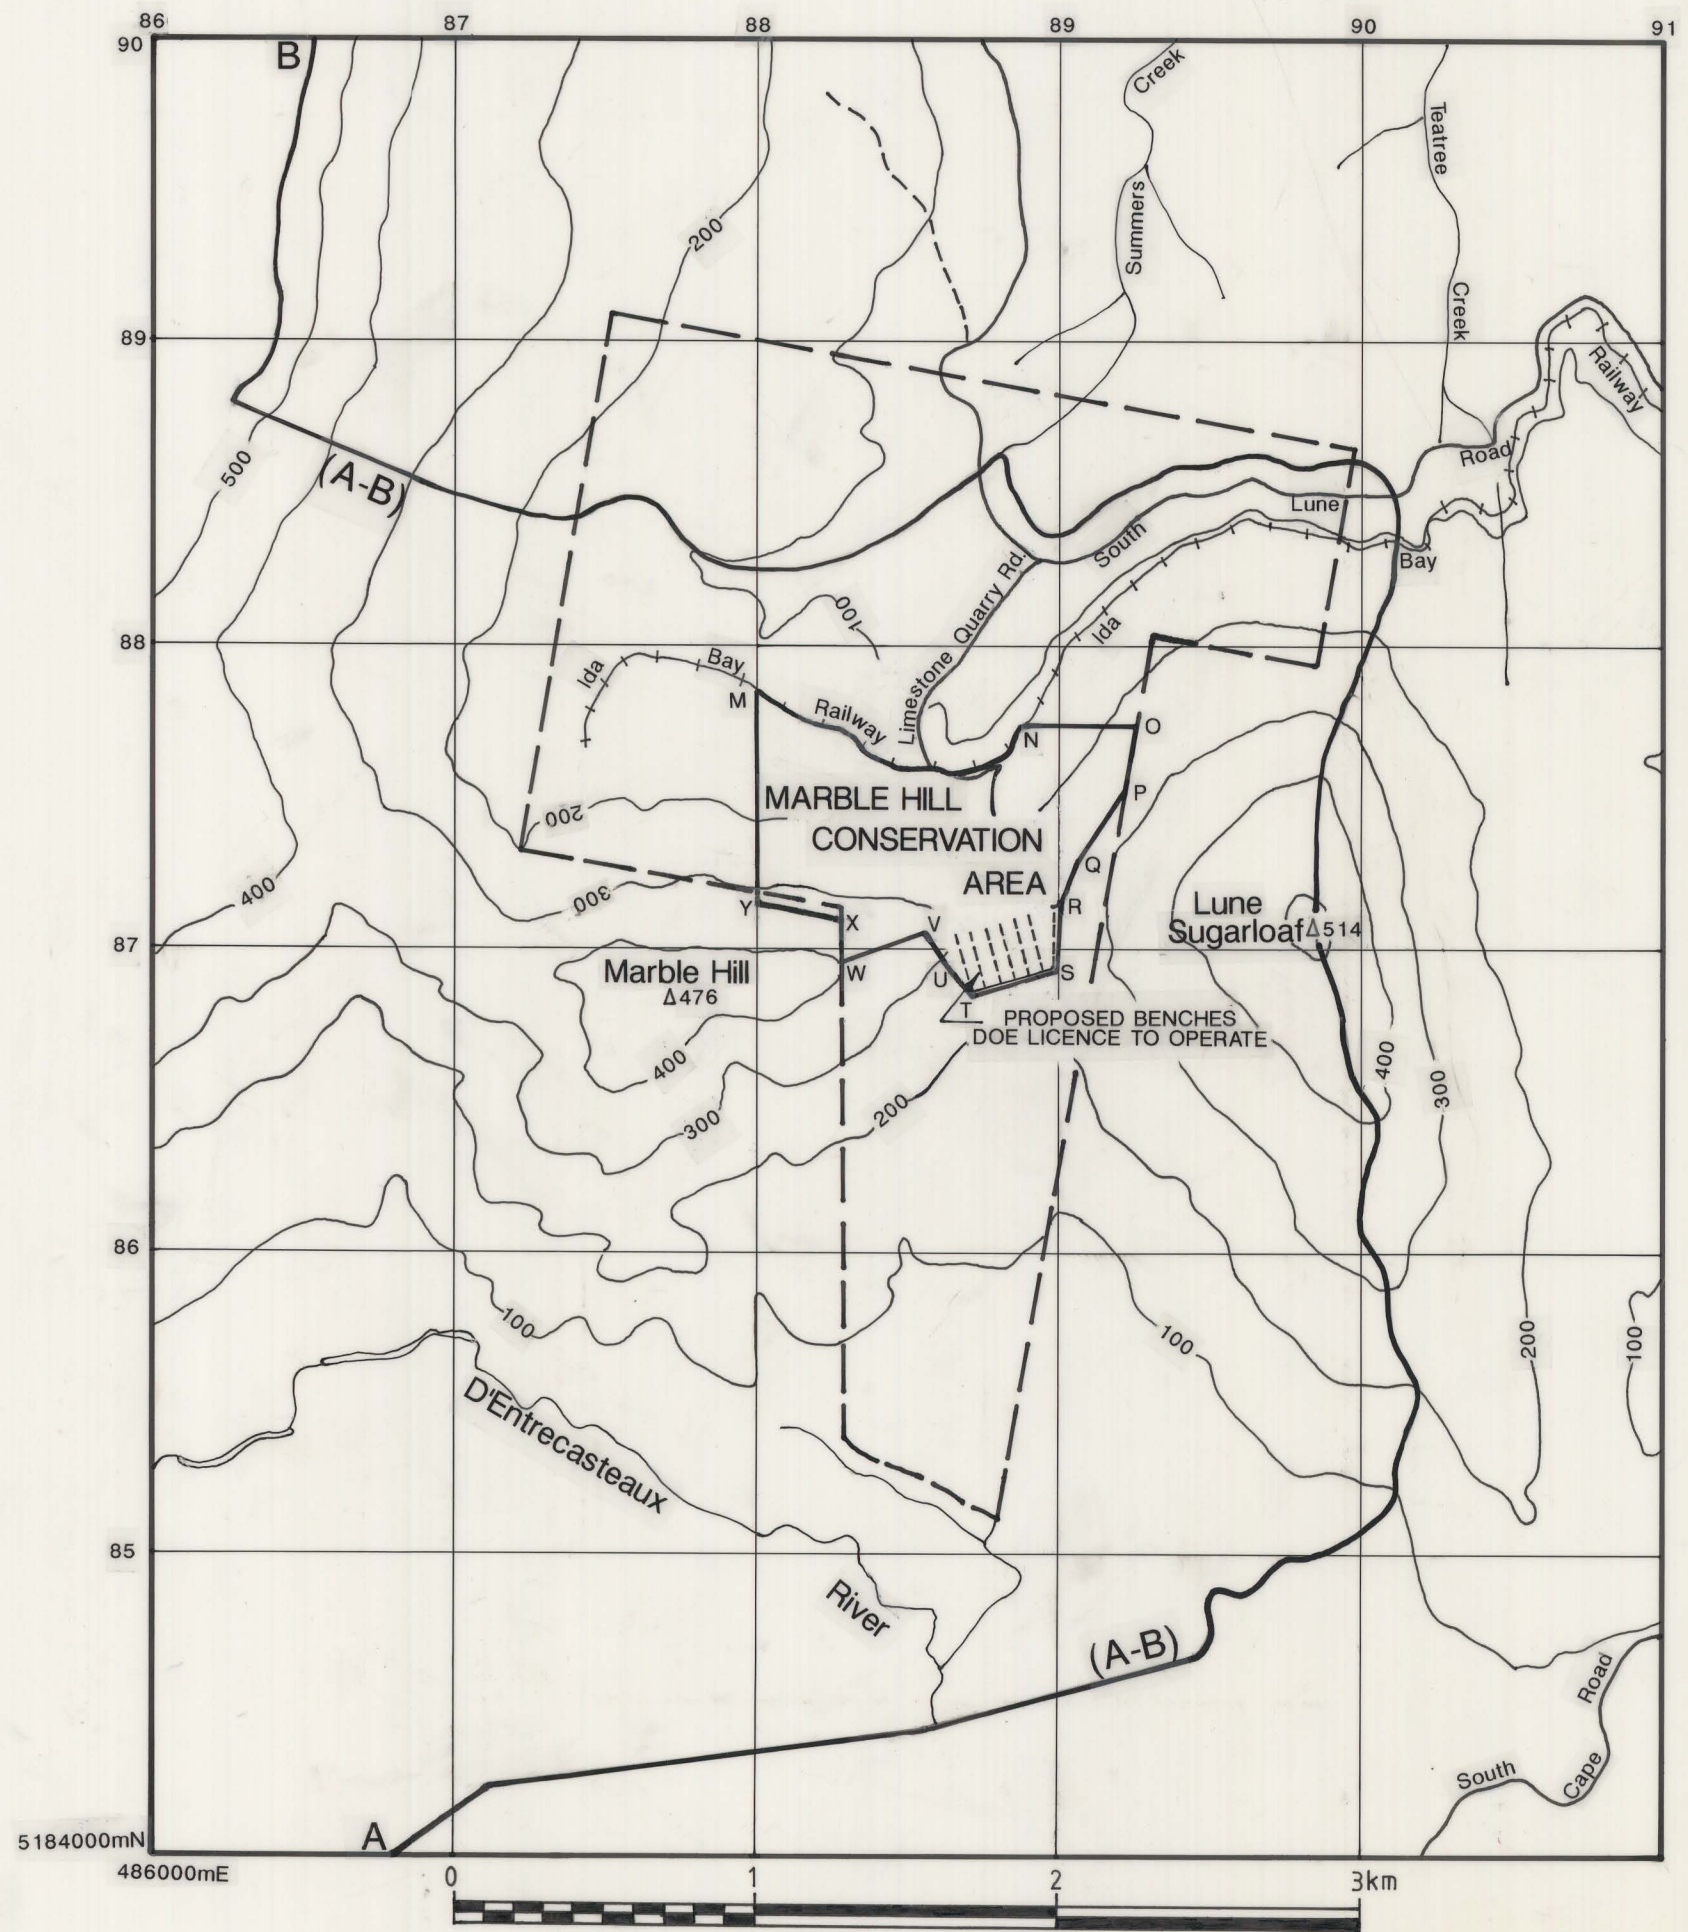 86 87 88 89 90 91
90
B
Creek
Teatree
Summers
200
Creek
89
Railway
500
(A-B)
Road
Lune
South
Bay
Limestone Quarry Rd.
100
Ida
88
Ida
Bay
M
Railway
N
O
MARBLE HILL
CONSERVATION
AREA
P
200
Q
400
300
Y
X
V
R
Lune
Sugarloaf Δ514
87
Marble Hill
Δ476
W
U
S
T
PROPOSED BENCHES
DOE LICENCE TO OPERATE
400
300
200
400
300
86
100
100
200
100
D'Entrecasteaux
85
River
(A-B)
Road
South
Cape
A
5184000mN
486000mE
0 1 2 3km